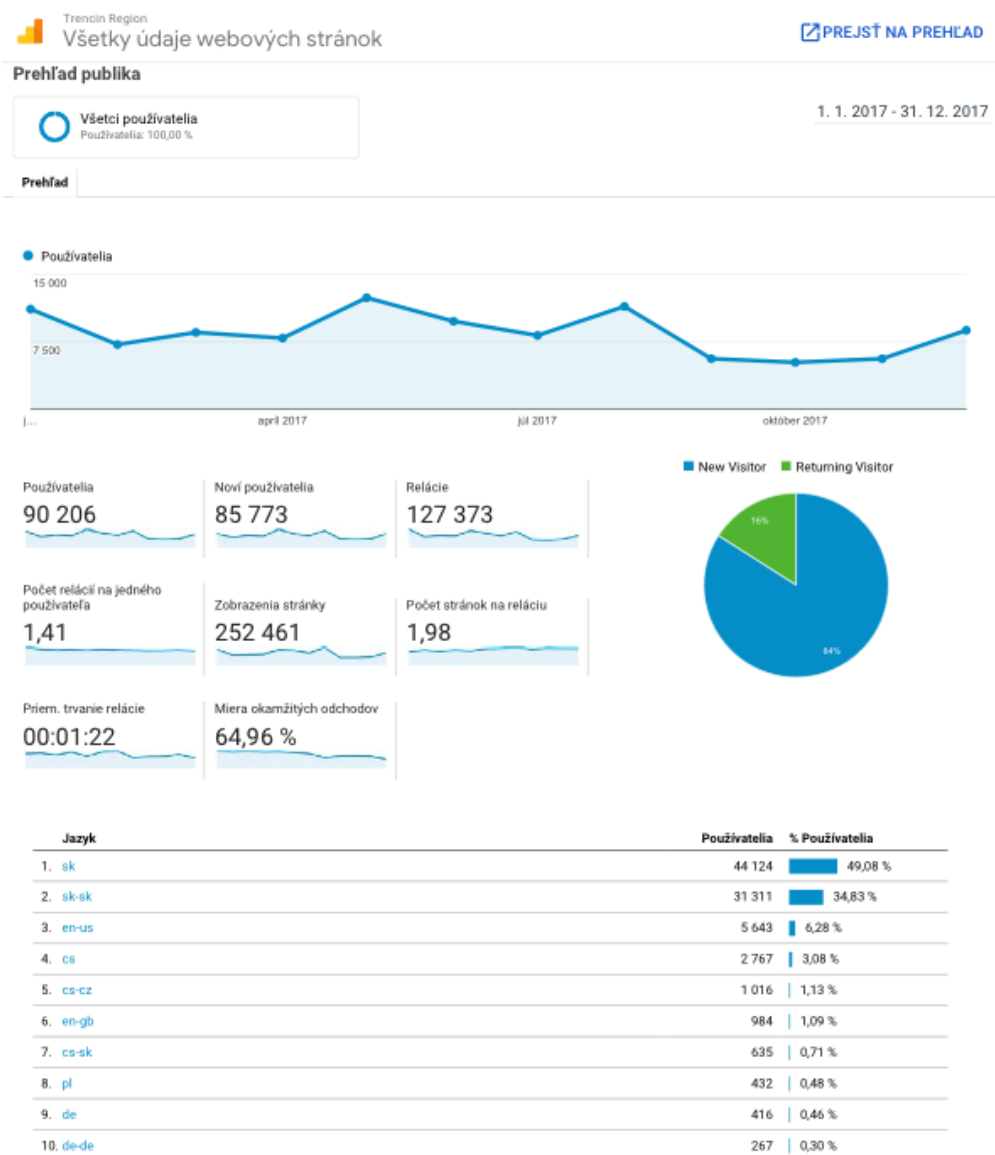 Trencin Region
Všetky údaje webových stránok
PREJSŤ NA PREHĽAD
Prehľad publika
Všetci používatelia
Používatelia: 100,00 %
1. 1. 2017 - 31. 12. 2017
Prehľad
Používatelia
15 000
7 500
j...
apríl 2017
júl 2017
október 2017
New Visitor
Returning Visitor
16%
84%
Používatelia
90 206
Noví používatelia
85 773
Relácie
127 373
Počet relácií na jedného
používateľa
1,41
Zobrazenia stránky
252 461
Počet stránok na reláciu
1,98
Priem. trvanie relácie
00:01:22
Miera okamžitých odchodov
64,96 %
Jazyk Používatelia % Používatelia
1. sk 44 124 49,08 %
2. sk-sk 31 311 34,83 %
3. en-us 5 643 6,28 %
4. cs 2 767 3,08 %
5. cs-cz 1 016 1,13 %
6. en-gb 984 1,09 %
7. cs-sk 635 0,71 %
8. pl 432 0,48 %
9. de 416 0,46 %
10. de-de 267 0,30 %